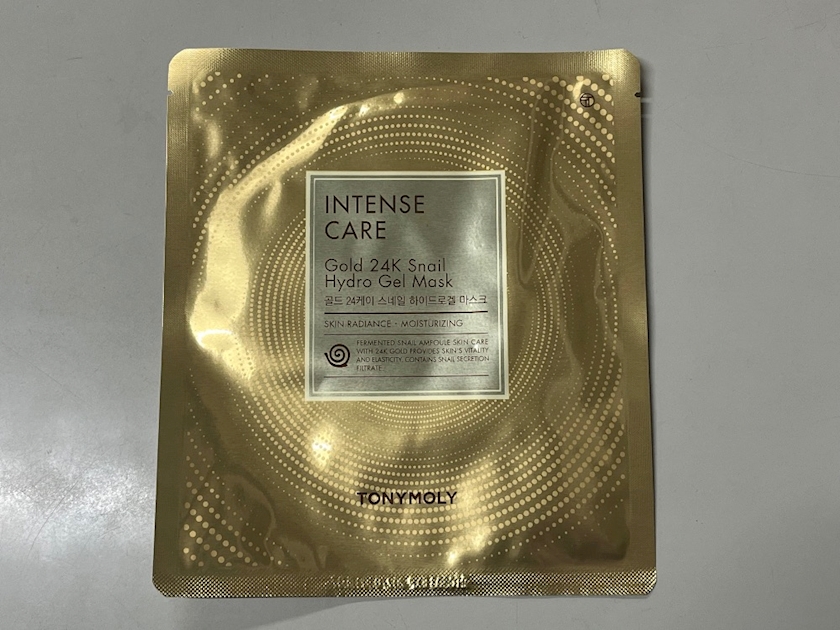 INTENSE
CARE
Gold 24K Snail
Hydro Gel Mask
골드 24케이 스네일 하이드로겔 마스크
SKIN RADIANCE - MOISTURIZING
FERMENTED SNAIL AMPOULE SKIN CARE
WITH 24K GOLD PROVIDES SKIN'S VITALITY
AND ELASTICITY. CONTAINS SNAIL SECRETION
FILTRATE.
TONYMOLY